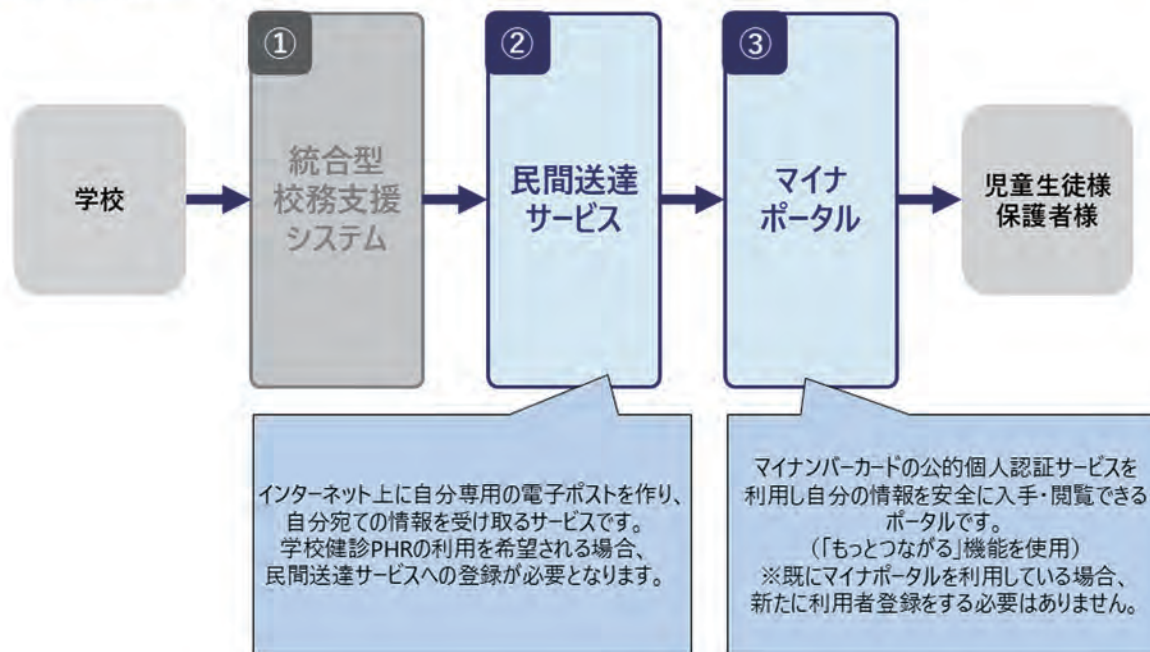 ①
②
③
学校
統合型
校務支援
システム
民間送達
サービス
マイナ
ポータル
児童生徒様
保護者様
インターネット上に自分専用の電子ポストを作り、
自分宛ての情報を受け取るサービスです。
学校健診PHRの利用を希望される場合、
民間送達サービスへの登録が必要となります。
マイナンバーカードの公的個人認証サービスを
利用し自分の情報を安全に入手・閲覧できる
ポータルです。
(「もっとつながる」機能を使用)
※既にマイナポータルを利用している場合、
新たに利用者登録をする必要はありません。